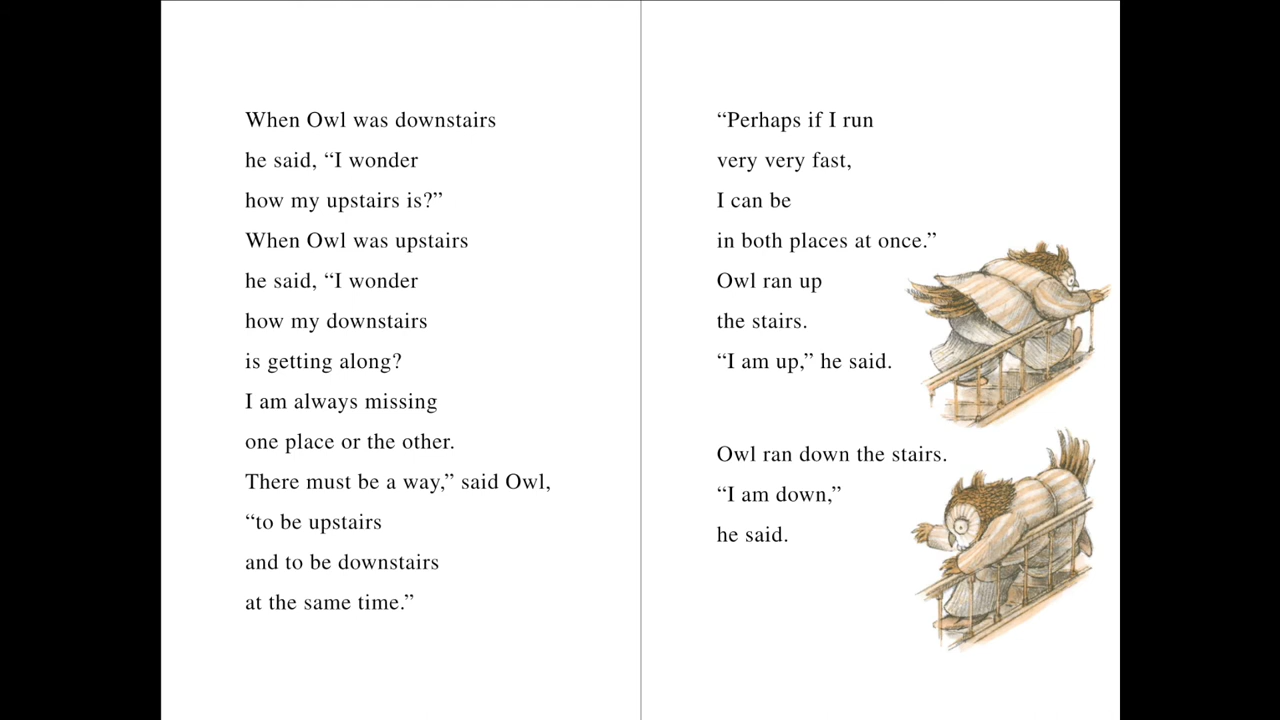 When Owl was downstairs
he said, “I wonder
how my upstairs is?”
When Owl was upstairs
he said, “I wonder
how my downstairs
is getting along?
I am always missing
one place or the other.
There must be a way,” said Owl,
“to be upstairs
and to be downstairs
at the same time.”
“Perhaps if I run
very very fast,
I can be
in both places at once.”
Owl ran up
the stairs.
“I am up,” he said.
Owl ran down the stairs.
“I am down,”
he said.